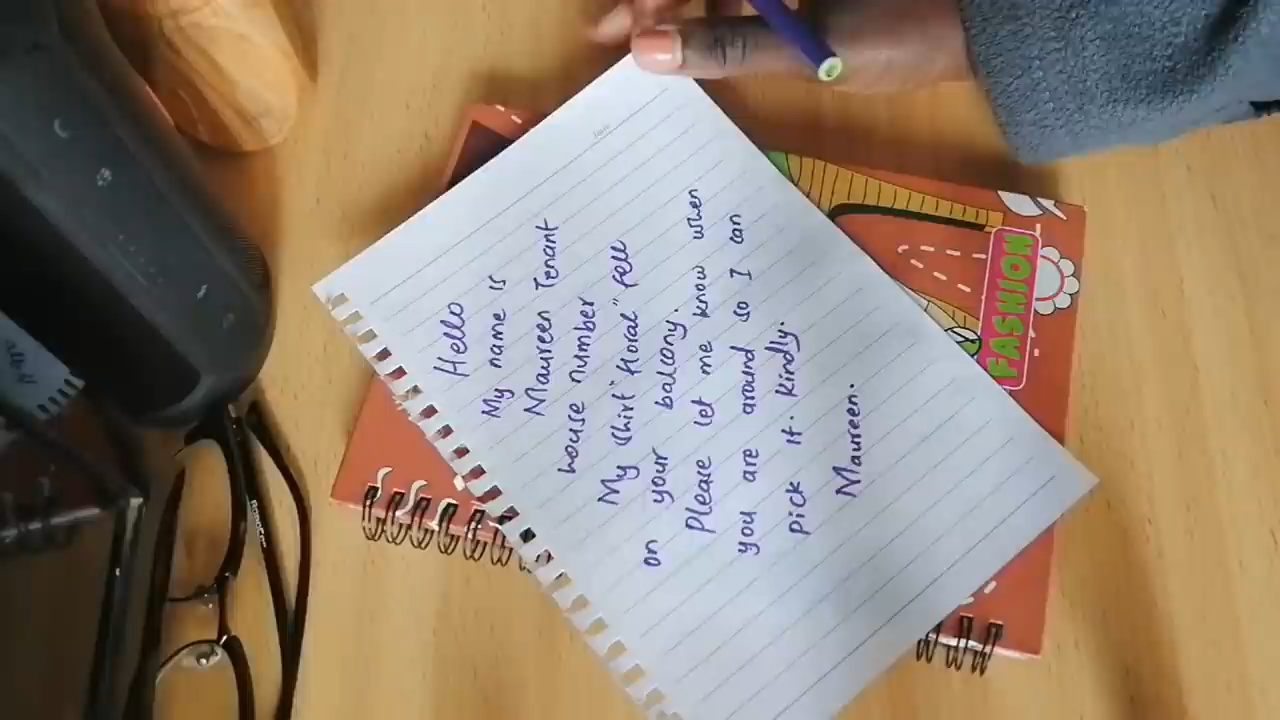 Hello
My name is
Maureen Tenant
house number
My shirt "floral" fell
on your balcony.
Please let me know when
you are around so I can
pick it. Kindly.
Maureen.
FASHION